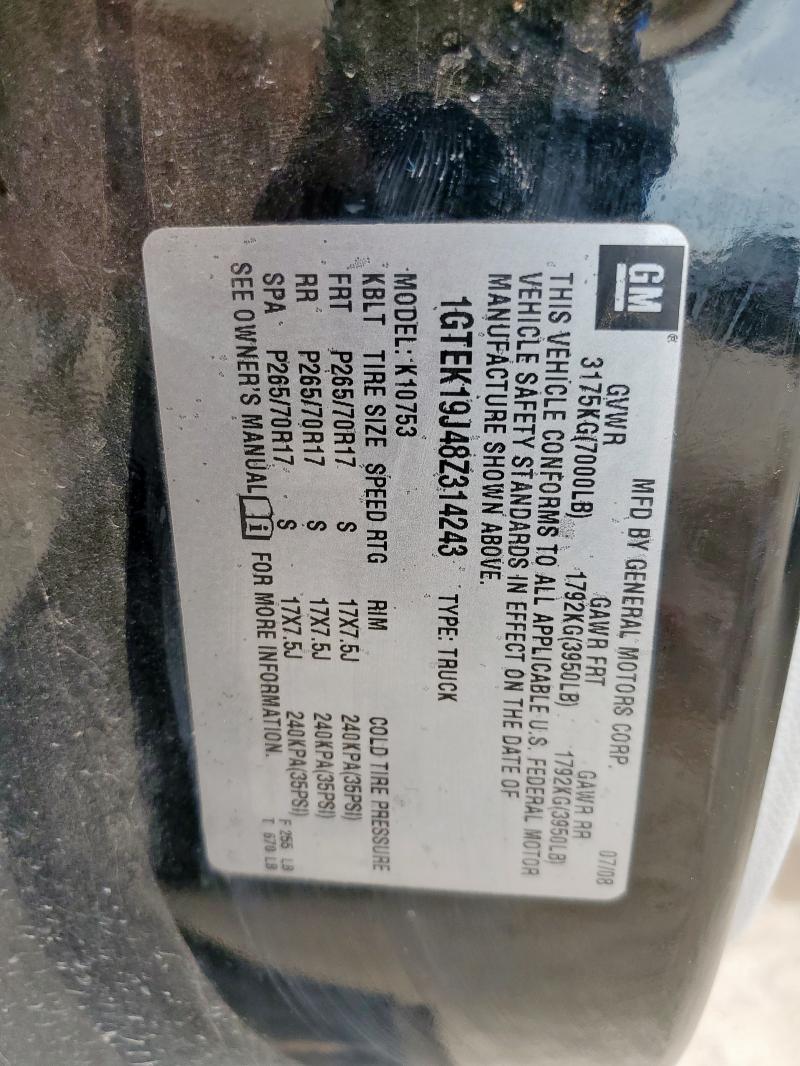 GM®
MFD BY GENERAL MOTORS CORP. 07/08
GVWR GAWR FRT GAWR RR
3175KG(7000LB) 1792KG(3950LB) 1792KG(3950LB)
THIS VEHICLE CONFORMS TO ALL APPLICABLE U.S. FEDERAL MOTOR
VEHICLE SAFETY STANDARDS IN EFFECT ON THE DATE OF
MANUFACTURE SHOWN ABOVE.
1GTEK19J48Z314243 TYPE: TRUCK
MODEL: K10753
KBLT TIRE SIZE SPEED RTG RIM COLD TIRE PRESSURE
FRT P265/70R17 S 17X7.5J 240KPA(35PSI)
RR P265/70R17 S 17X7.5J 240KPA(35PSI)
SPA P265/70R17 S 17X7.5J 240KPA(35PSI) F 255 LB
SEE OWNER'S MANUAL i FOR MORE INFORMATION. T 670 LB